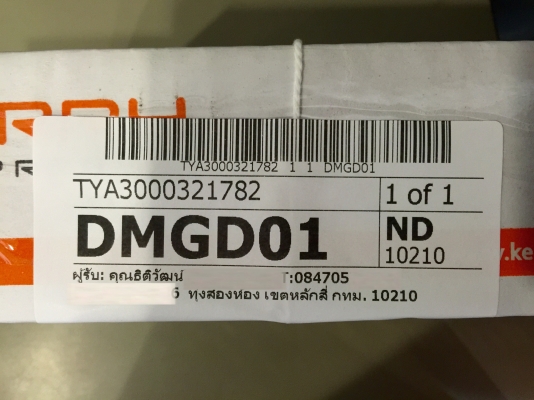 TYA3000321782 1 1 DMGD01
TYA3000321782
1 of 1
DMGD01
ND
10210
ผู้รับ: คุณธิติวัฒน์ T:084705
6 ทุ่งสองห้อง เขตหลักสี่ กทม. 10210
.ke